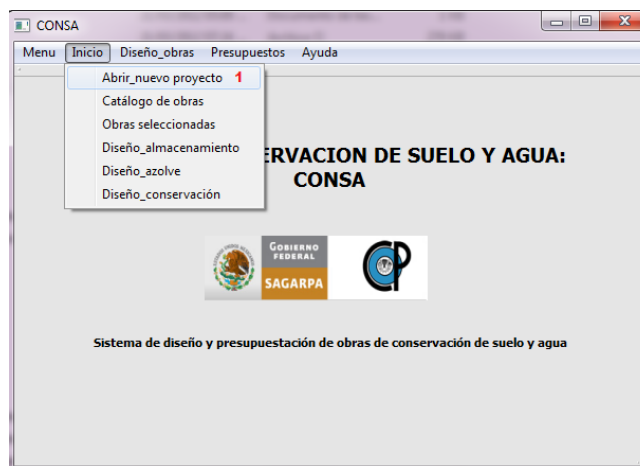 CONSA
Menu Inicio Diseño_obras Presupuestos Ayuda
Abrir_nuevo proyecto 1
Catálogo de obras
Obras seleccionadas
Diseño_almacenamiento
Diseño_azolve
Diseño_conservación
ERVACION DE SUELO Y AGUA:
CONSA
GOBIERNO
FEDERAL
SAGARPA
CP
Sistema de diseño y presupuestación de obras de conservación de suelo y agua